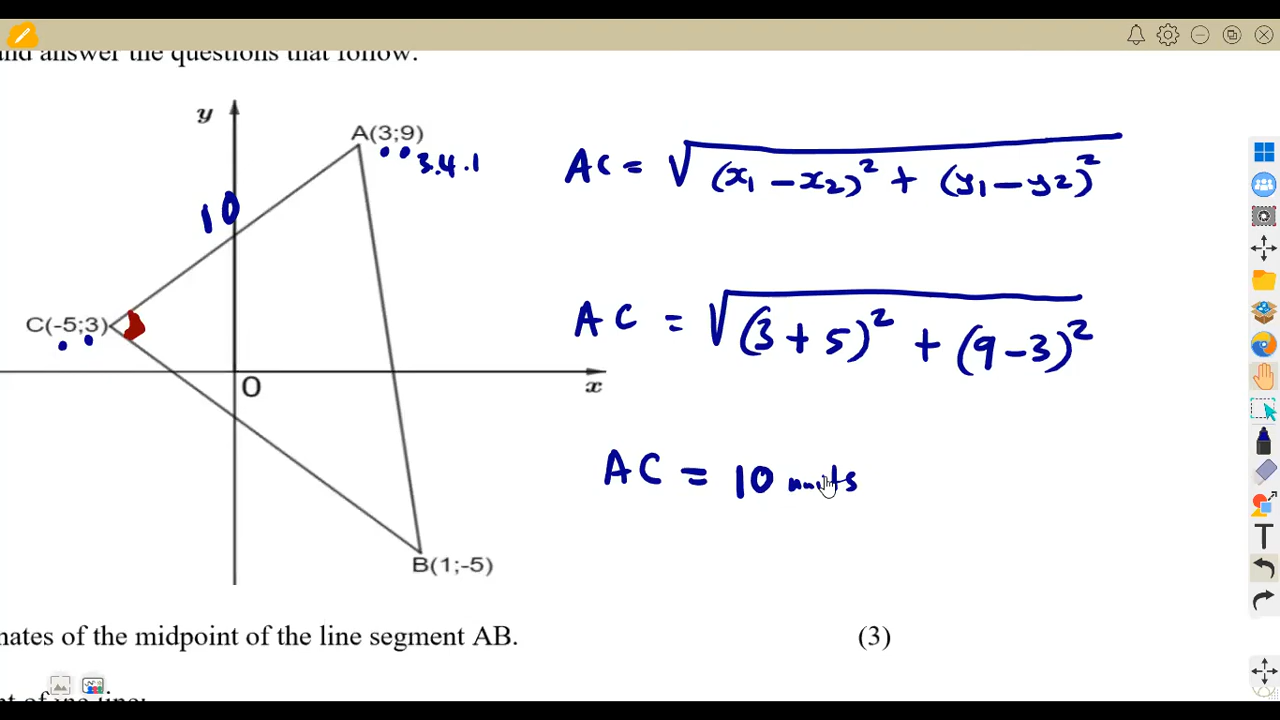 and answer the questions that follow.
y
A(3;9)
3.4.1
10
C(-5;3)
O
x
B(1;-5)
AC = √(x₁ - x₂)² + (y₁ - y₂)²
AC = √(3 + 5)² + (9 - 3)²
AC = 10 units
nates of the midpoint of the line segment AB. (3)
T